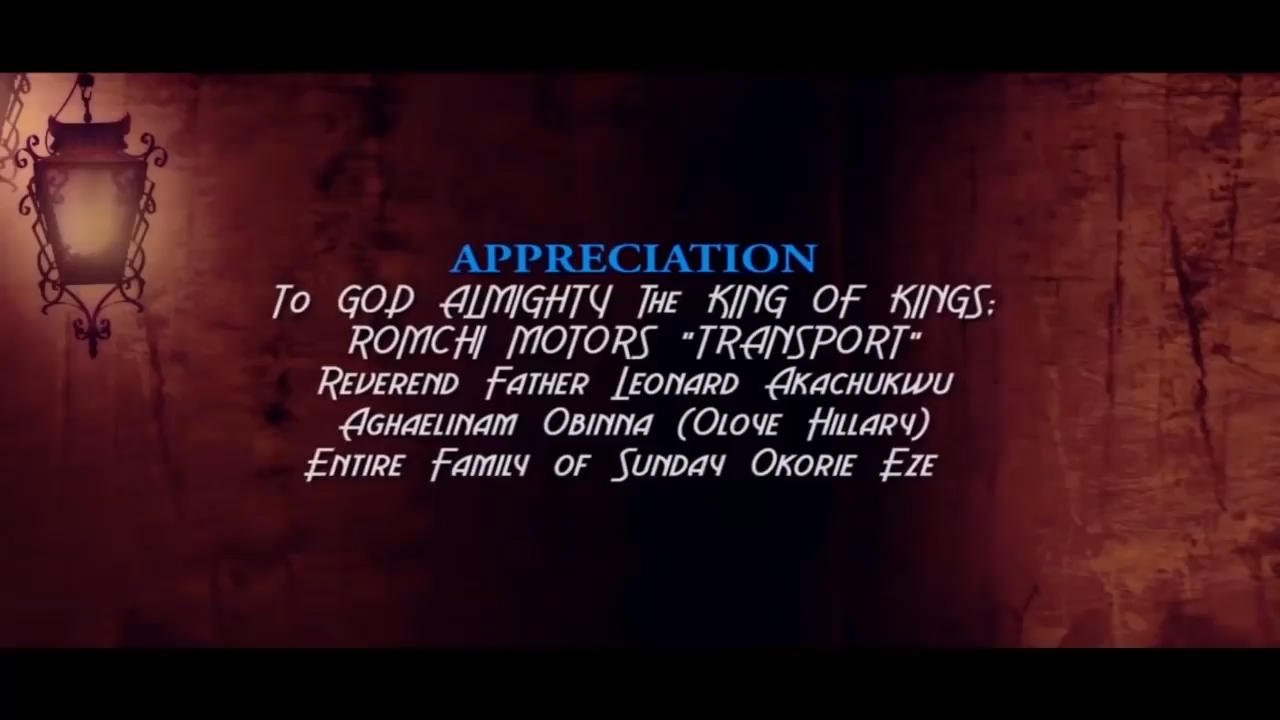 APPRECIATION
To GOD ALMIGHTY The KING OF KINGS;
ROMCHI MOTORS "TRANSPORT"
Reverend Father Leonard Akachukwu
Aghaelinam Obinna (Oloye Hillary)
Entire Family of Sunday Okorie Eze